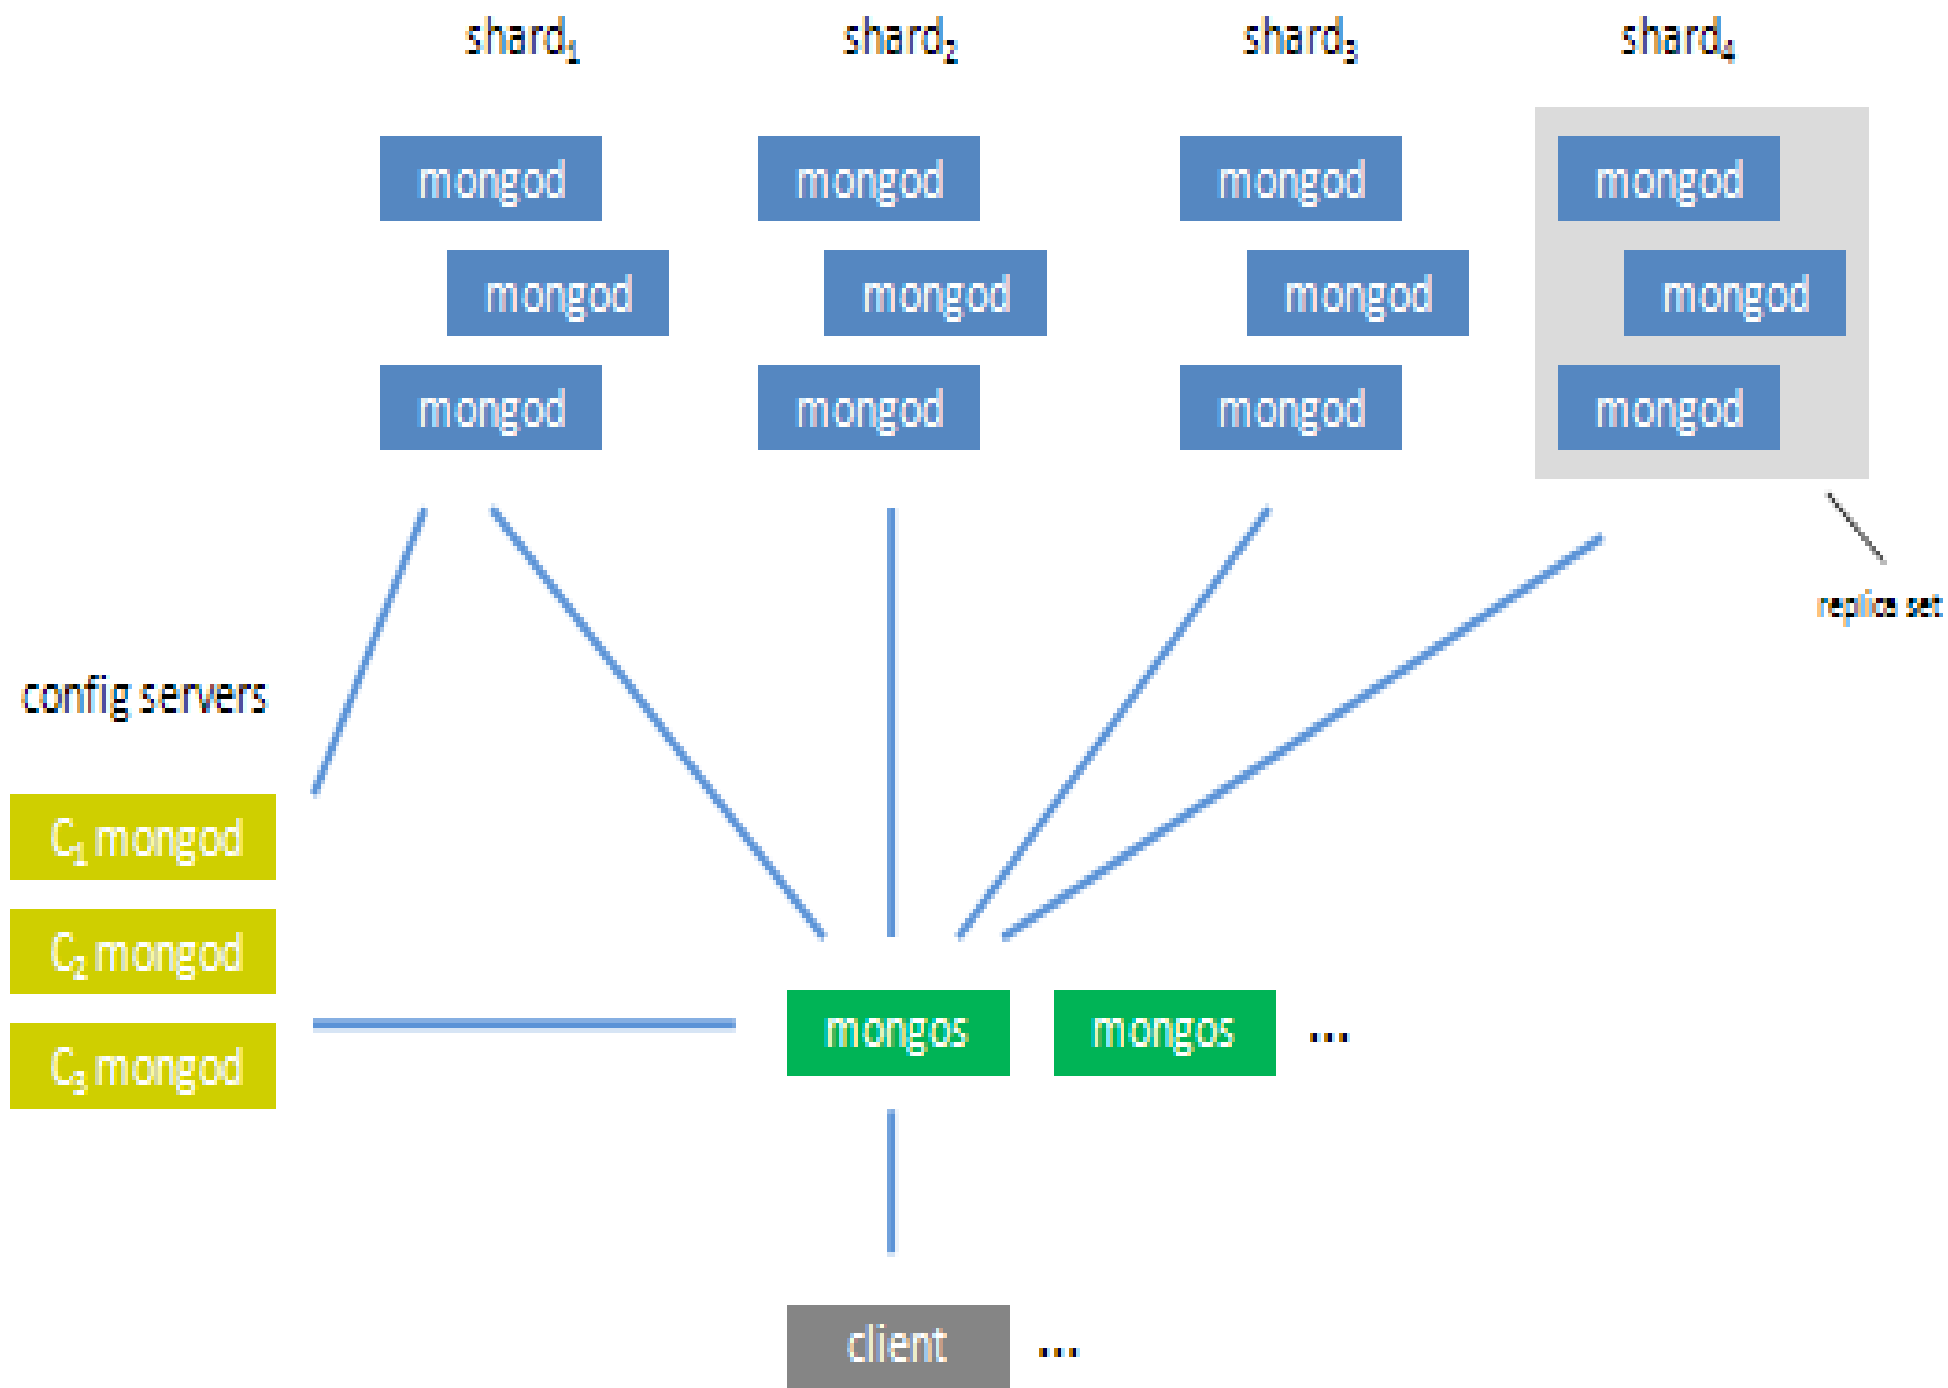 shard₁ shard₂ shard₃ shard₄
mongod mongod mongod mongod
mongod mongod mongod mongod
mongod mongod mongod mongod
replica set
config servers
C₁ mongod
C₂ mongod
C₃ mongod
mongos mongos ...
client ...